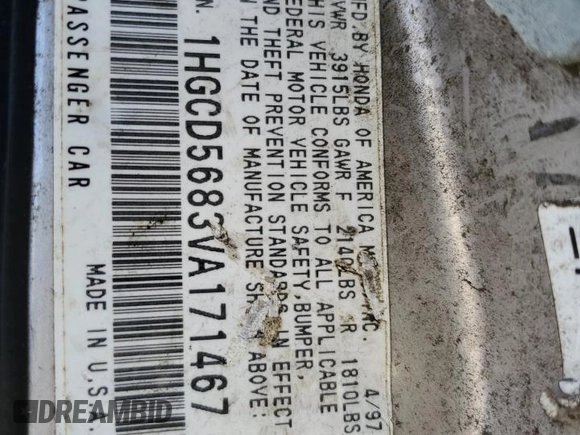 MFD. BY HONDA OF AMERICA M INC. 4/97
GVWR 3915LBS GAWR F 2140LBS R 1810LBS
THIS VEHICLE CONFORMS TO ALL APPLICABLE
FEDERAL MOTOR VEHICLE SAFETY,BUMPER,
AND THEFT PREVENTION STANDARDS IN EFFECT
ON THE DATE OF MANUFACTURE SH ABOVE:
N. 1HGCD5683VA171467
PASSENGER CAR MADE IN U.S.
DREAMBID